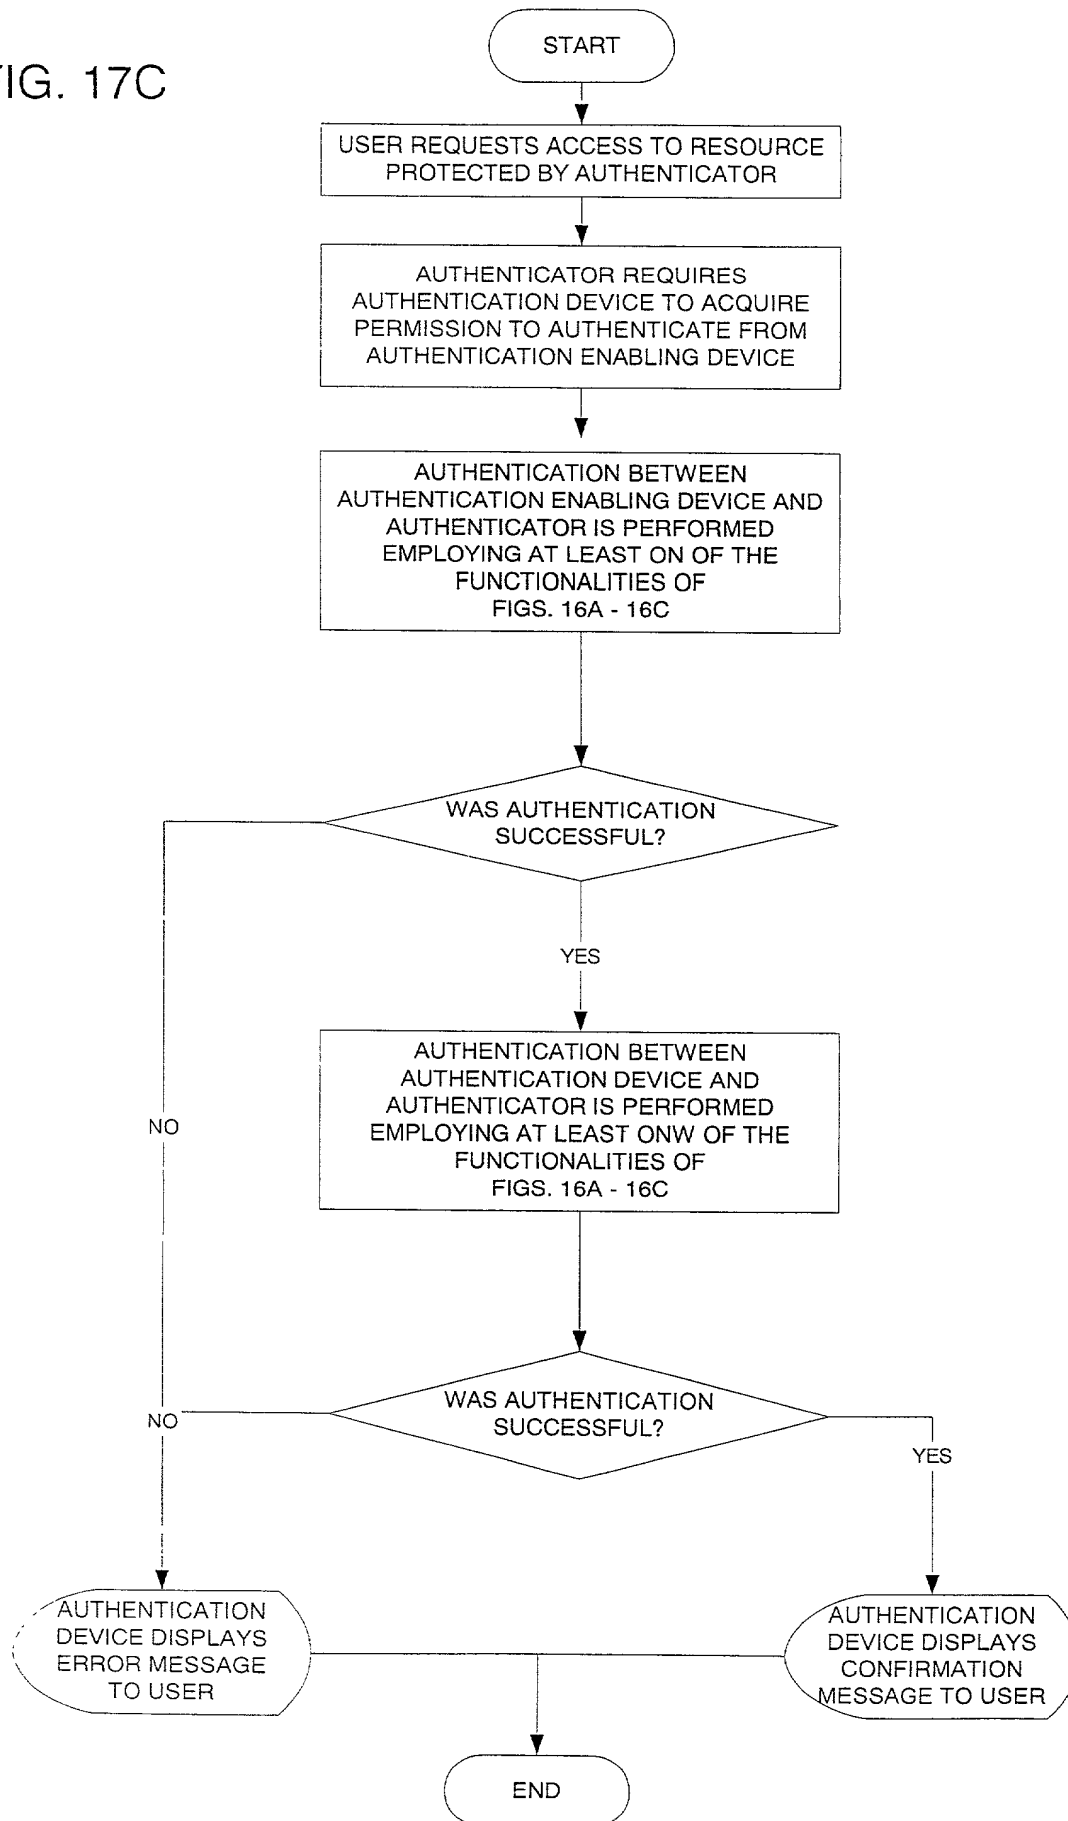 FIG. 17C
START
USER REQUESTS ACCESS TO RESOURCE
PROTECTED BY AUTHENTICATOR
AUTHENTICATOR REQUIRES
AUTHENTICATION DEVICE TO ACQUIRE
PERMISSION TO AUTHENTICATE FROM
AUTHENTICATION ENABLING DEVICE
AUTHENTICATION BETWEEN
AUTHENTICATION ENABLING DEVICE AND
AUTHENTICATOR IS PERFORMED
EMPLOYING AT LEAST ON OF THE
FUNCTIONALITIES OF
FIGS. 16A - 16C
WAS AUTHENTICATION
SUCCESSFUL?
YES
AUTHENTICATION BETWEEN
AUTHENTICATION DEVICE AND
AUTHENTICATOR IS PERFORMED
EMPLOYING AT LEAST ONW OF THE
FUNCTIONALITIES OF
FIGS. 16A - 16C
NO
WAS AUTHENTICATION
SUCCESSFUL?
NO
YES
AUTHENTICATION
DEVICE DISPLAYS
ERROR MESSAGE
TO USER
AUTHENTICATION
DEVICE DISPLAYS
CONFIRMATION
MESSAGE TO USER
END